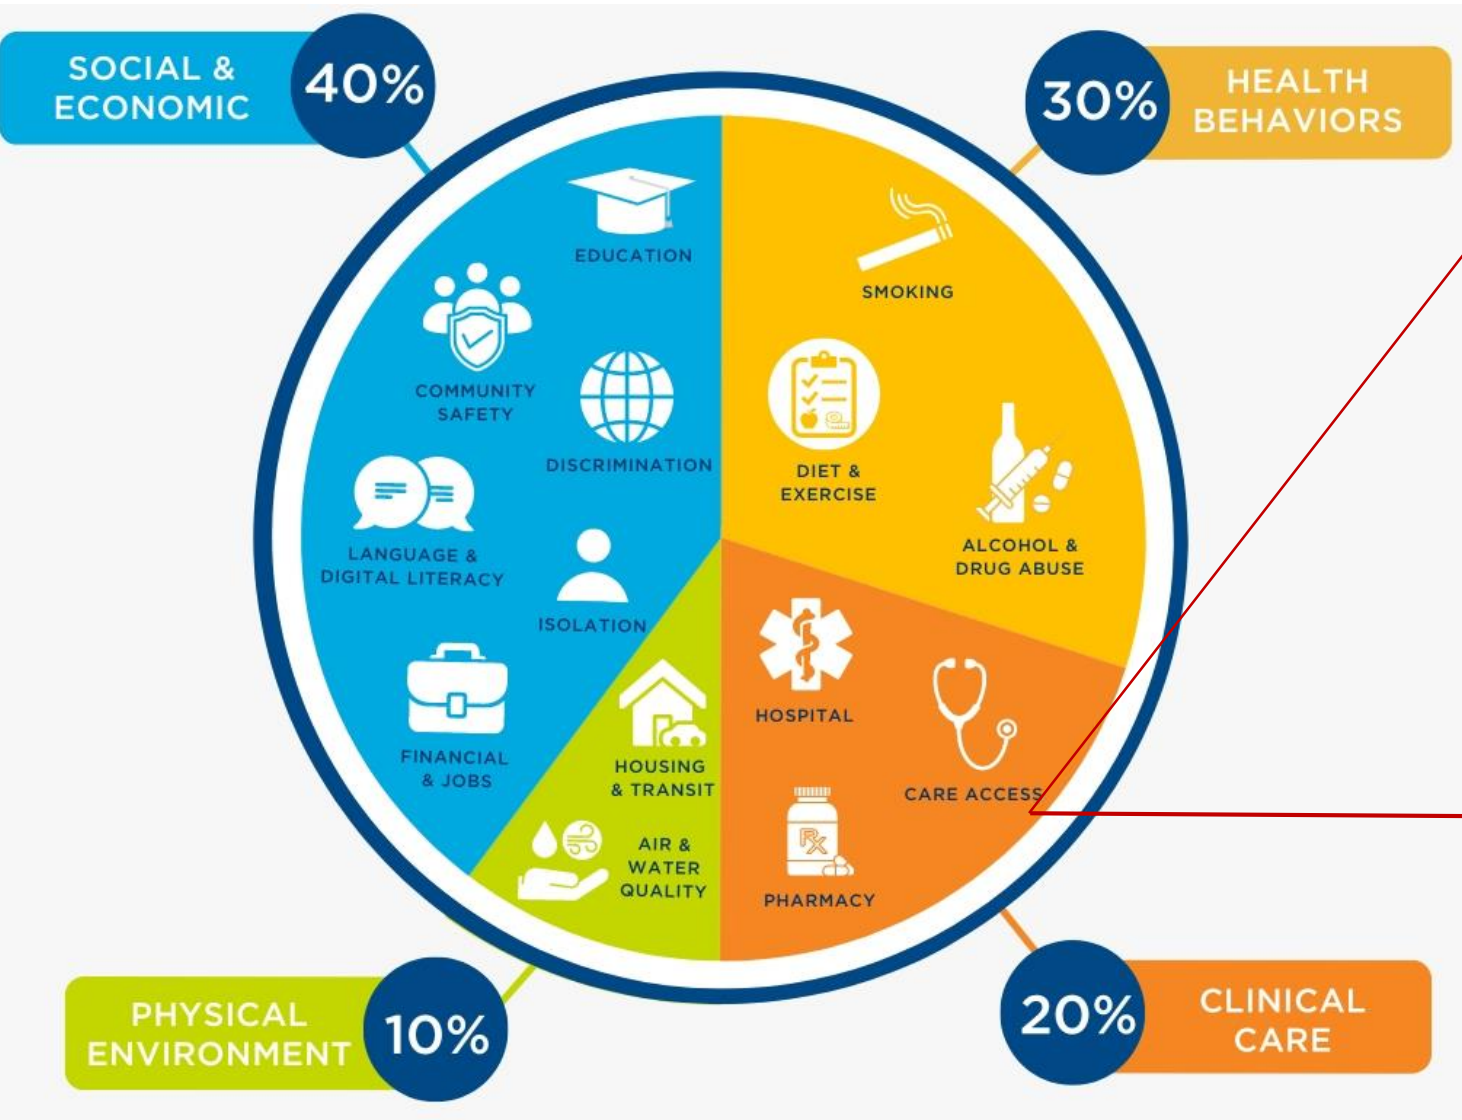 SOCIAL &
ECONOMIC
40%
30%
HEALTH
BEHAVIORS
EDUCATION
COMMUNITY
SAFETY
DISCRIMINATION
LANGUAGE &
DIGITAL LITERACY
ISOLATION
FINANCIAL
& JOBS
SMOKING
DIET &
EXERCISE
ALCOHOL &
DRUG ABUSE
HOUSING
& TRANSIT
AIR &
WATER
QUALITY
HOSPITAL
CARE ACCESS
Rx
PHARMACY
PHYSICAL
ENVIRONMENT
10%
20%
CLINICAL
CARE